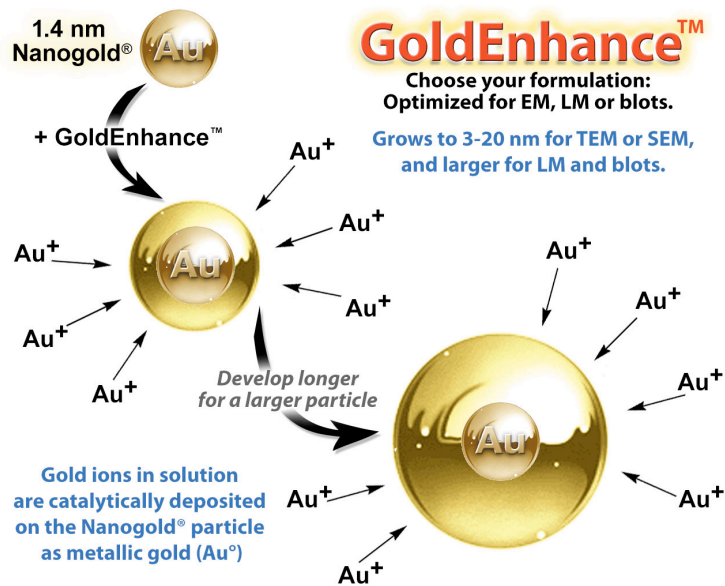 1.4 nm
Nanogold®
Au
GoldEnhance™
Choose your formulation:
Optimized for EM, LM or blots.
Grows to 3-20 nm for TEM or SEM,
and larger for LM and blots.
+ GoldEnhance™
Au+
Au+
Au+
Au+
Au+
Au+
Au
Develop longer
for a larger particle
Au+
Au+
Au+
Au+
Au+
Au+
Au
Gold ions in solution
are catalytically deposited
on the Nanogold® particle
as metallic gold (Au°)